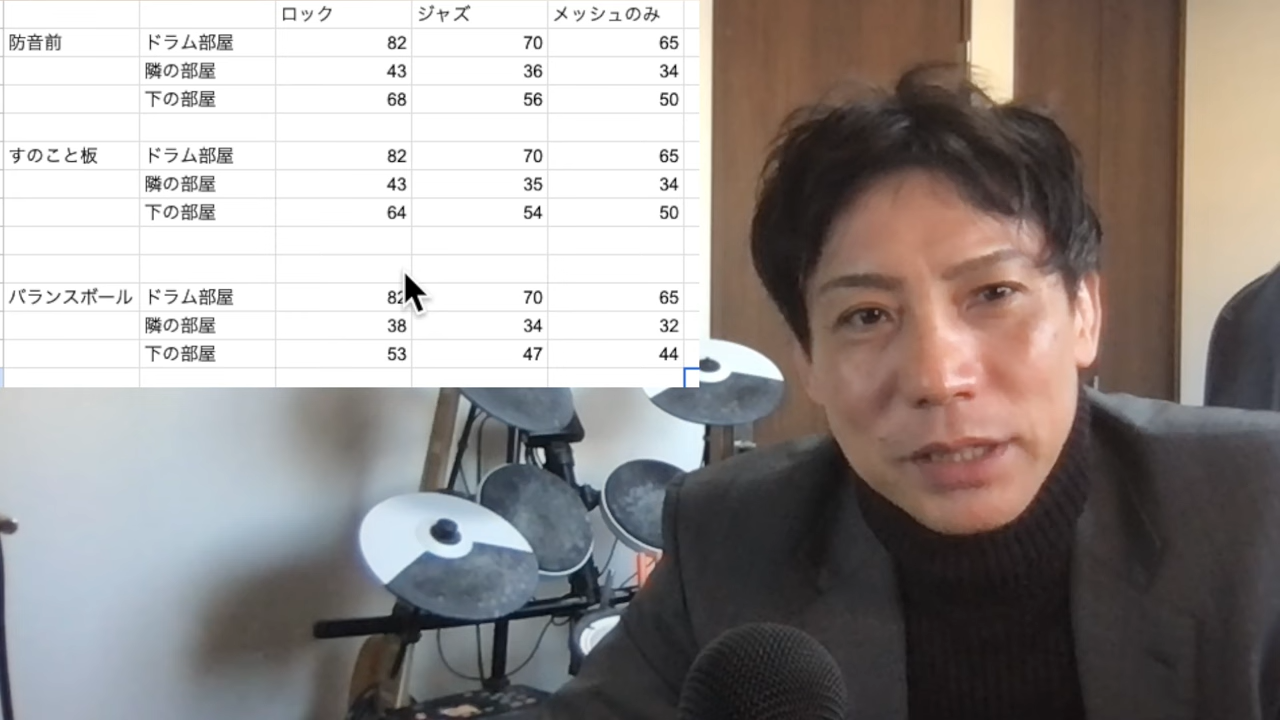 ロック ジャズ メッシュのみ
防音前 ドラム部屋 82 70 65
隣の部屋 43 36 34
下の部屋 68 56 50
すのこと板 ドラム部屋 82 70 65
隣の部屋 43 35 34
下の部屋 64 54 50
バランスボール ドラム部屋 82 70 65
隣の部屋 38 34 32
下の部屋 53 47 44